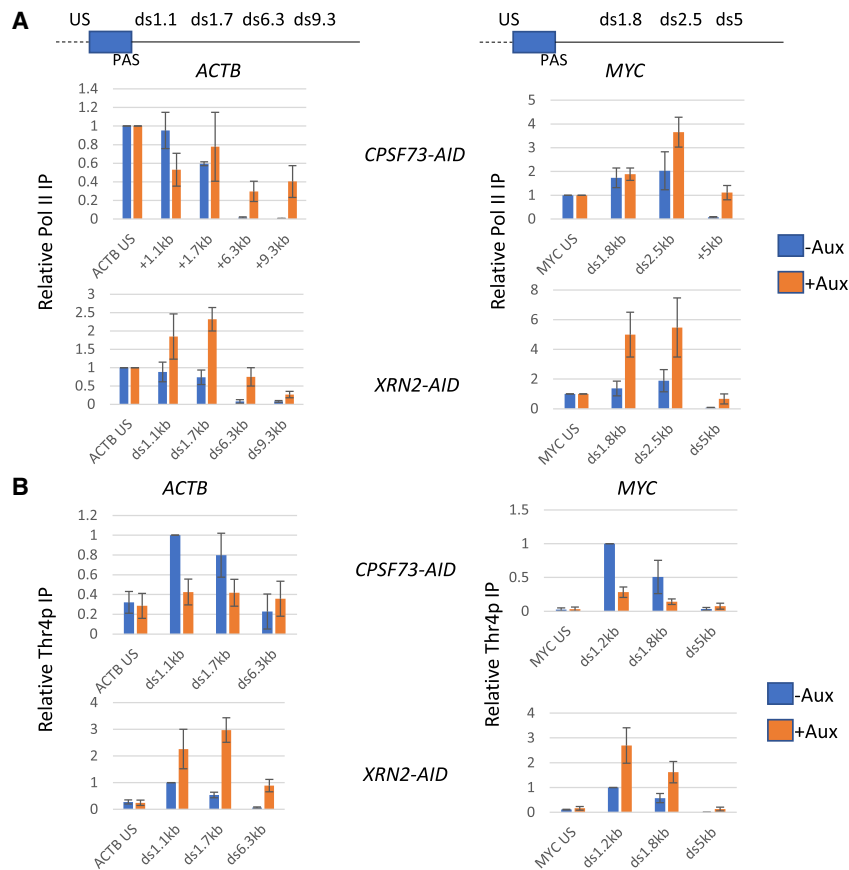 A
US ds1.1 ds1.7 ds6.3 ds9.3
PAS
ACTB
US ds1.8 ds2.5 ds5
PAS
MYC
Relative Pol II IP
1.4
1.2
1
0.8
0.6
0.4
0.2
0
ACTB US +1.1kb +1.7kb +6.3kb +9.3kb
CPSF73-AID
Relative Pol II IP
5
4
3
2
1
0
MYC US ds1.8kb ds2.5kb +5kb
-Aux
+Aux
3
2.5
2
1.5
1
0.5
0
ACTB US ds1.1kb ds1.7kb ds6.3kb ds9.3kb
XRN2-AID
8
6
4
2
0
MYC US ds1.8kb ds2.5kb ds5kb
B
ACTB
MYC
Relative Thr4p IP
1.2
1
0.8
0.6
0.4
0.2
0
ACTB US ds1.1kb ds1.7kb ds6.3kb
CPSF73-AID
Relative Thr4p IP
1.5
1
0.5
0
MYC US ds1.2kb ds1.8kb ds5kb
-Aux
+Aux
4
3
2
1
0
ACTB US ds1.1kb ds1.7kb ds6.3kb
XRN2-AID
4
3
2
1
0
MYC US ds1.2kb ds1.8kb ds5kb